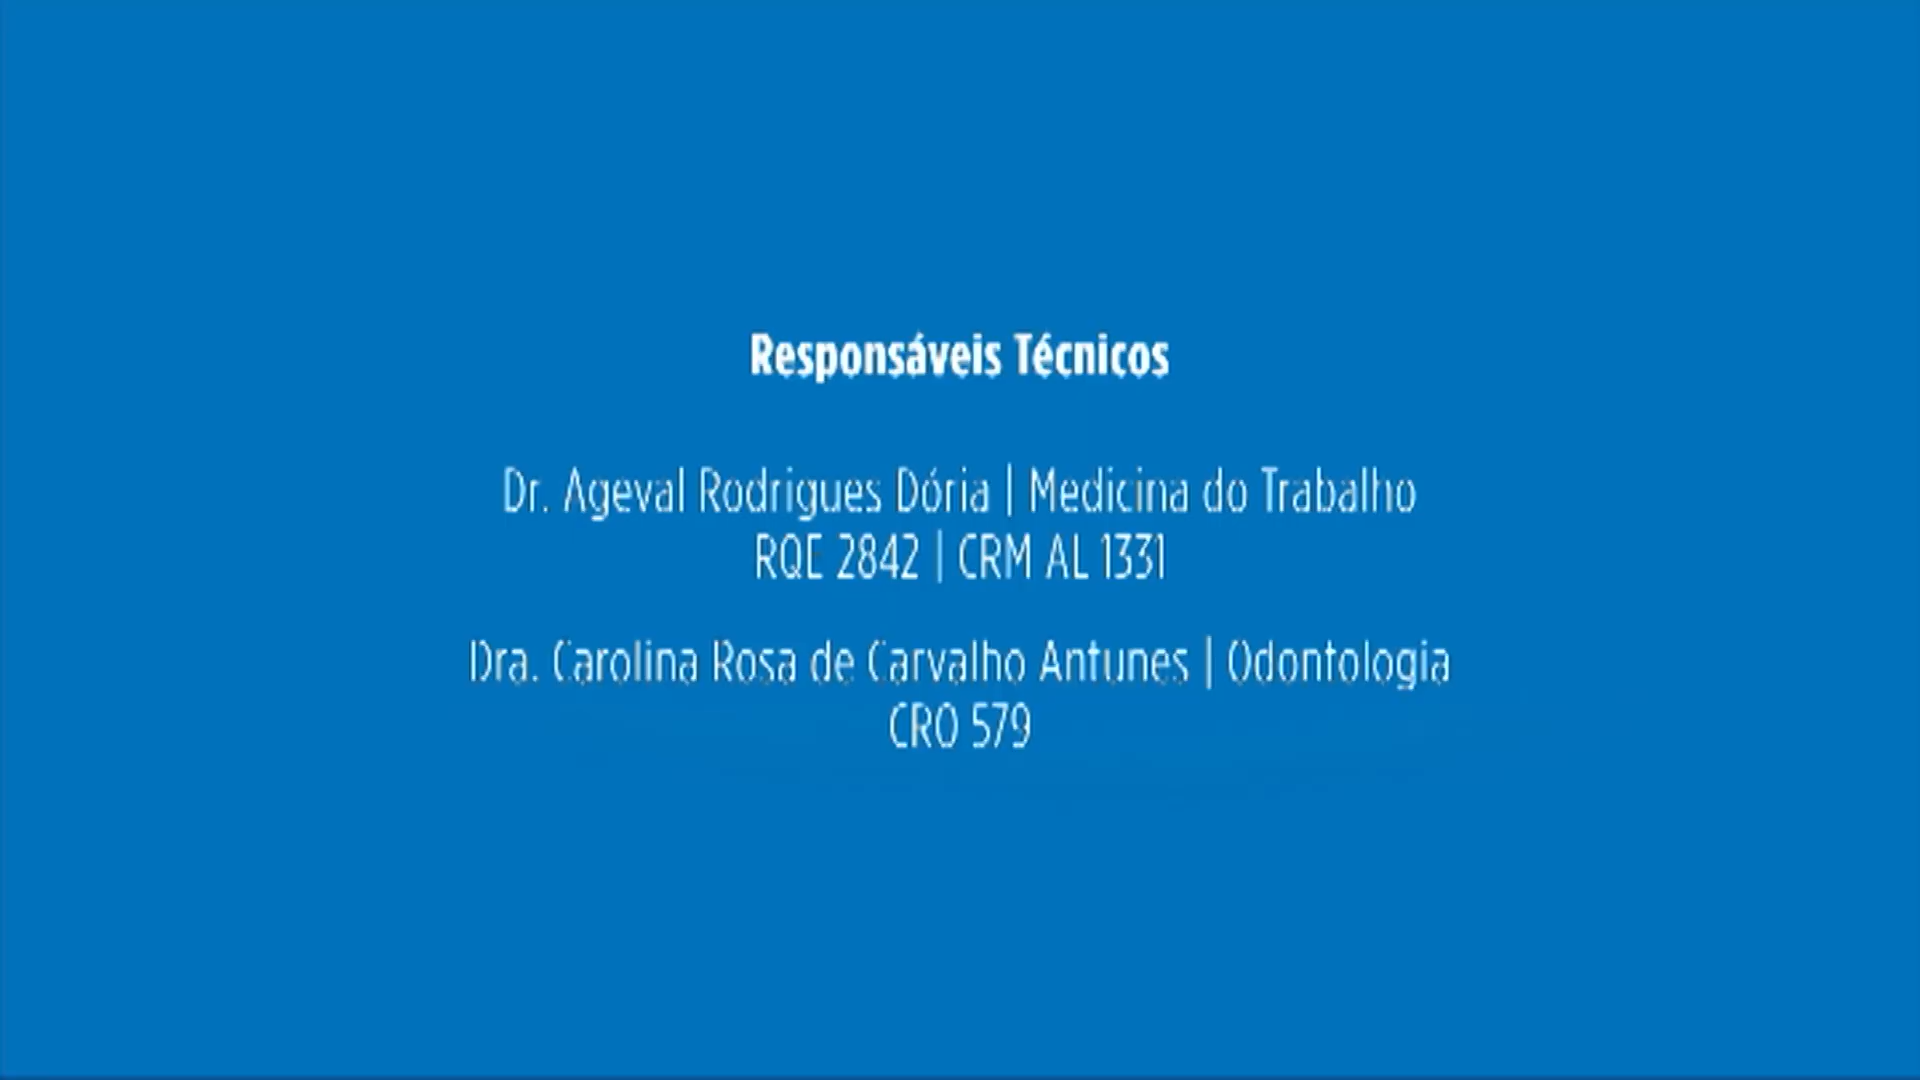 Responsáveis Técnicos
Dr. Ageval Rodrigues Dória | Medicina do Trabalho
RQE 2842 | CRM AL 1331
Dra. Carolina Rosa de Carvalho Antunes | Odontologia
CRO 579